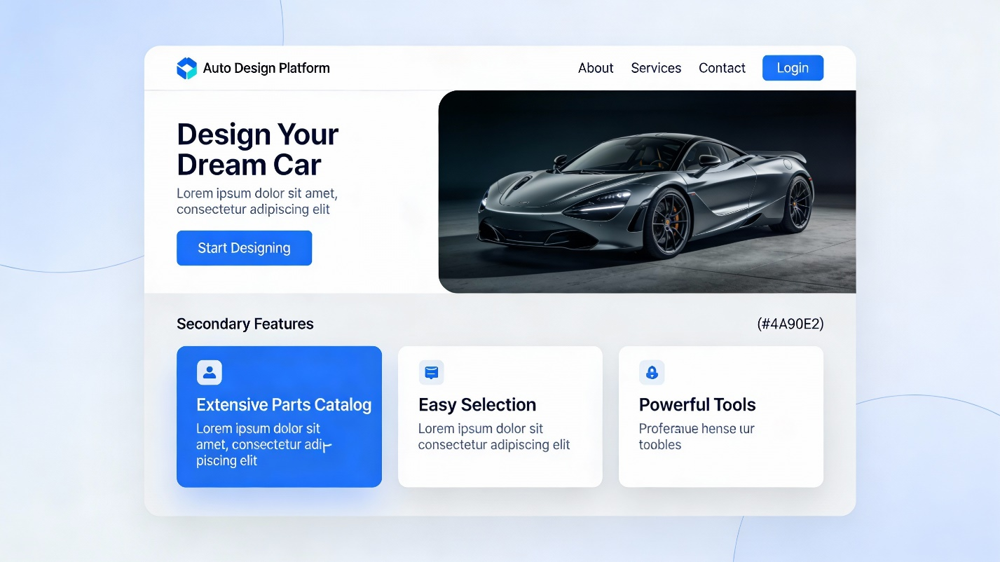 Auto Design Platform
About Services Contact Login
Design Your
Dream Car
Lorem ipsum dolor sit amet,
consectetur adipiscing elit
Start Designing
Secondary Features
(#4A90E2)
Extensive Parts Catalog
Lorem ipsum dolor sit
amet, consectetur adi
piscing elit
Easy Selection
Lorem ipsum dolor sit
consectetur adipiscing elit
Powerful Tools
hense
toobles